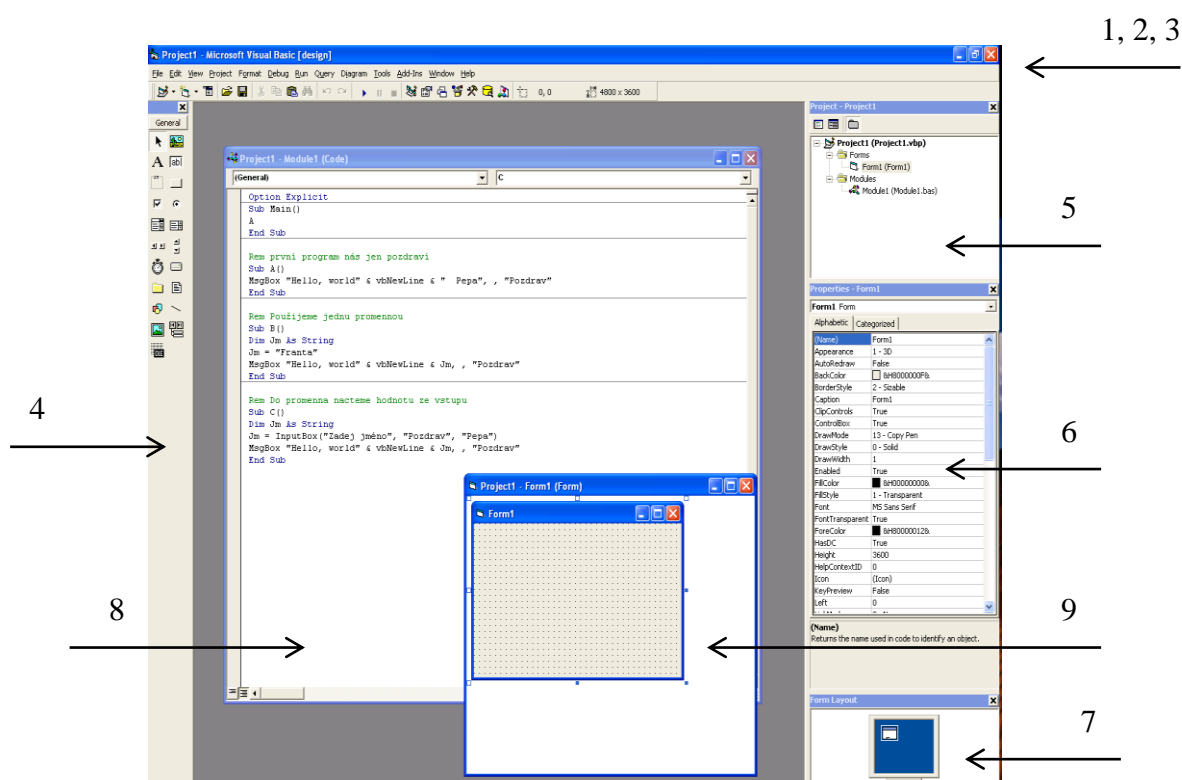 1, 2, 3
Project1 - Microsoft Visual Basic [design]
File Edit View Project Format Debug Run Query Diagram Tools Add-Ins Window Help
0, 0
4800 x 3600
General
Project - Project1
Project1 (Project1.vbp)
Forms
Form1 (Form1)
Modules
Module1 (Module1.bas)
5
Project1 - Module1 (Code)
(General)
C
Option Explicit
Sub Main()
A
End Sub
Rem první program nás jen pozdraví
Sub A()
MsgBox "Hello, world" & vbNewLine & "  Pepa", , "Pozdrav"
End Sub
Rem Použijeme jednu promennou
Sub B()
Dim Jm As String
Jm = "Franta"
MsgBox "Hello, world" & vbNewLine & Jm, , "Pozdrav"
End Sub
Rem Do promenna nacteme hodnotu ze vstupu
Sub C()
Dim Jm As String
Jm = InputBox("Zadej jméno", "Pozdrav", "Pepa")
MsgBox "Hello, world" & vbNewLine & Jm, , "Pozdrav"
End Sub
4
Properties - Form1
Form1 Form
Alphabetic Categorized
(Name) Form1
Appearance 1 - 3D
AutoRedraw False
BackColor &H8000000F&
BorderStyle 2 - Sizable
Caption Form1
ClipControls True
ControlBox True
DrawMode 13 - Copy Pen
DrawStyle 0 - Solid
DrawWidth 1
Enabled True
FillColor &H00000000&
FillStyle 1 - Transparent
Font MS Sans Serif
FontTransparent True
ForeColor &H80000012&
HasDC True
Height 3600
HelpContextID 0
Icon (Icon)
KeyPreview False
Left 0
6
(Name)
Returns the name used in code to identify an object.
Project1 - Form1 (Form)
Form1
8
9
Form Layout
7